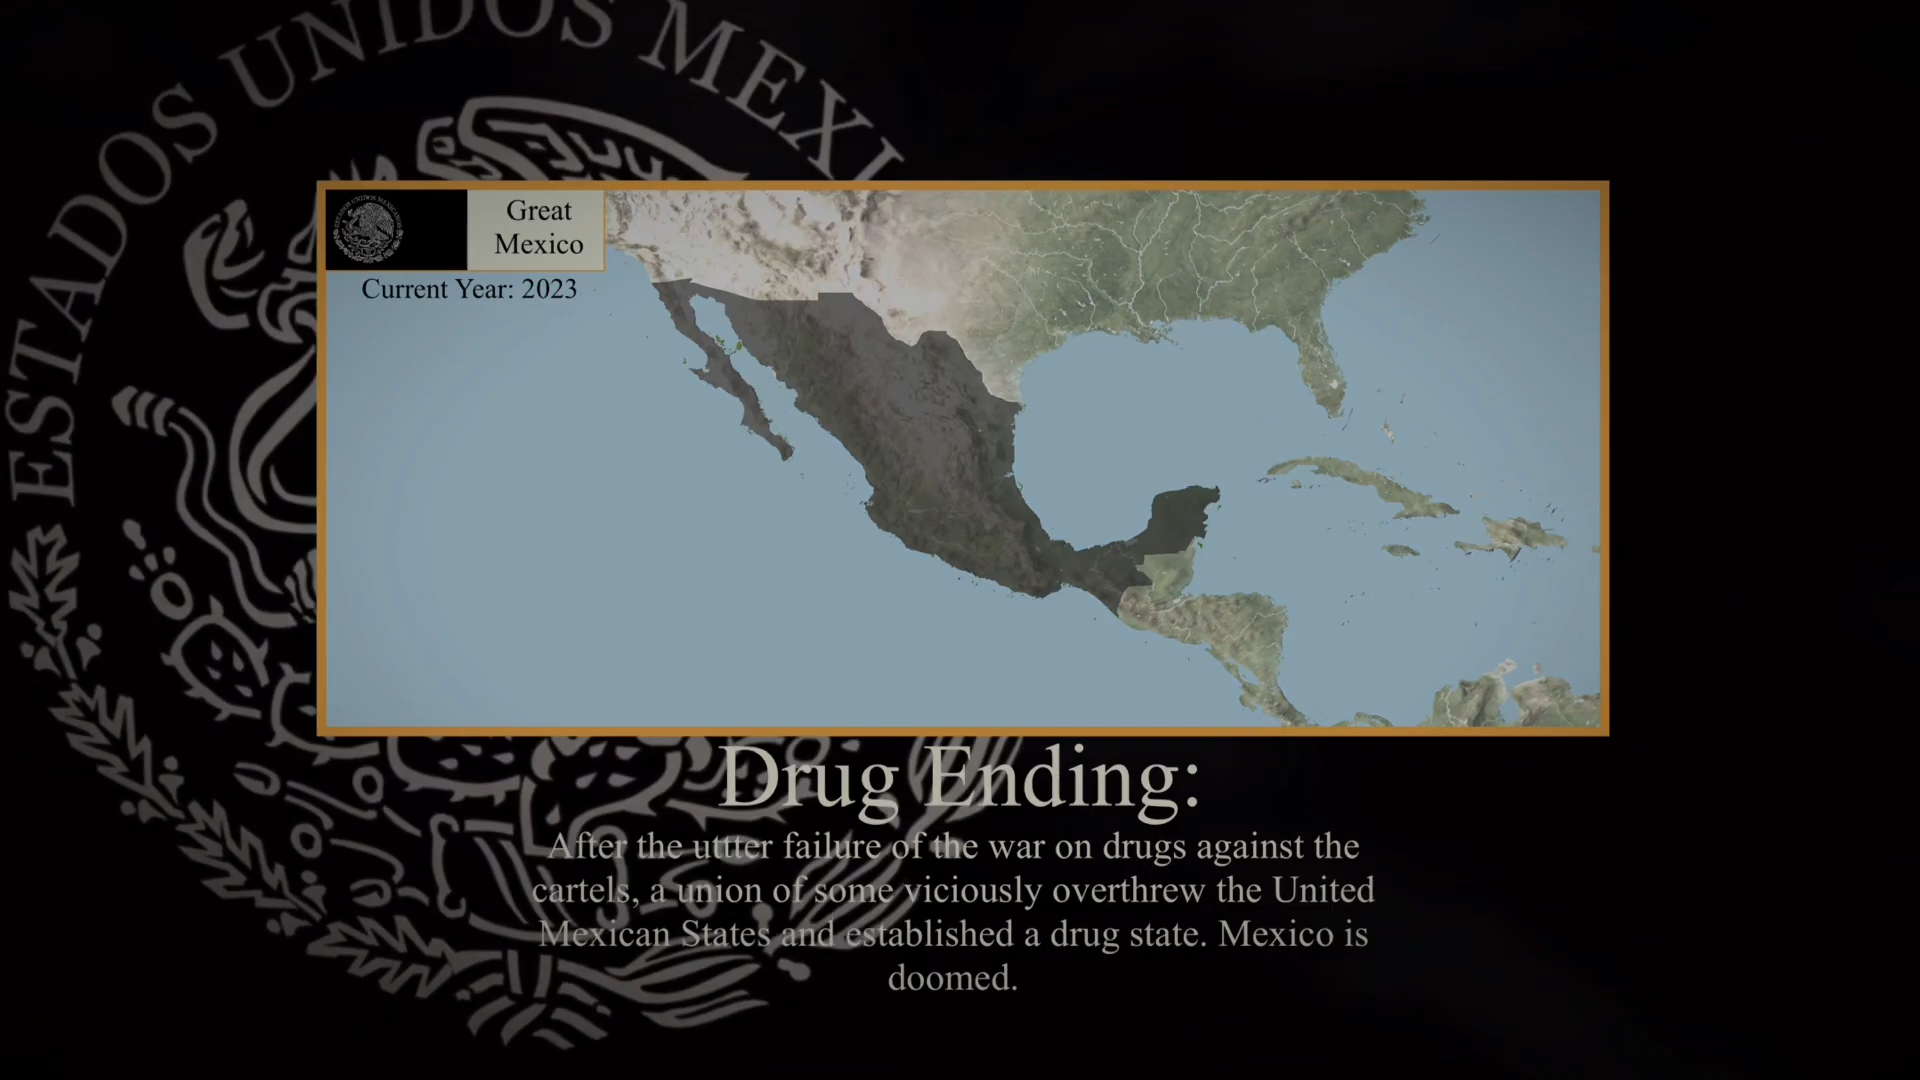 ESTADOS UNIDOS MEXI
Great
Mexico
Current Year: 2023
Drug Ending:
After the uttter failure of the war on drugs against the
cartels, a union of some viciously overthrew the United
Mexican States and established a drug state. Mexico is
doomed.